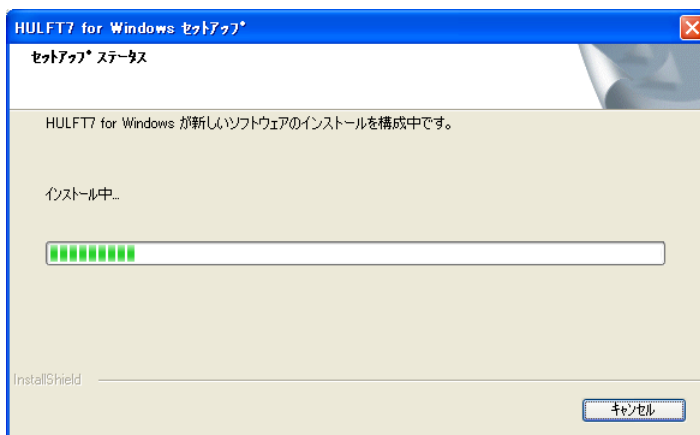 HULFT7 for Windows ｾｯﾄｱｯﾌﾟ
ｾｯﾄｱｯﾌﾟ ｽﾃｰﾀｽ
HULFT7 for Windows が新しいソフトウェアのインストールを構成中です。
インストール中...
InstallShield
キャンセル